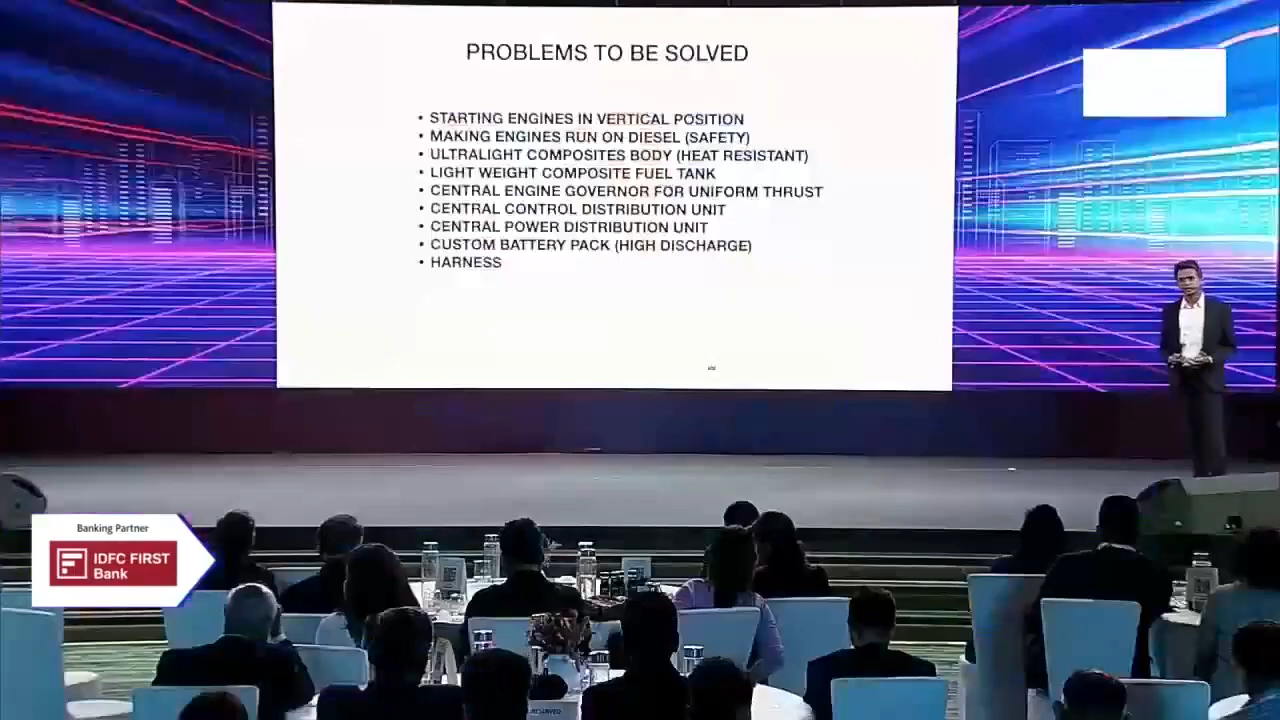 PROBLEMS TO BE SOLVED
• STARTING ENGINES IN VERTICAL POSITION
• MAKING ENGINES RUN ON DIESEL (SAFETY)
• ULTRALIGHT COMPOSITES BODY (HEAT RESISTANT)
• LIGHT WEIGHT COMPOSITE FUEL TANK
• CENTRAL ENGINE GOVERNOR FOR UNIFORM THRUST
• CENTRAL CONTROL DISTRIBUTION UNIT
• CENTRAL POWER DISTRIBUTION UNIT
• CUSTOM BATTERY PACK (HIGH DISCHARGE)
• HARNESS
Banking Partner
IDFC FIRST
Bank
RESERVED